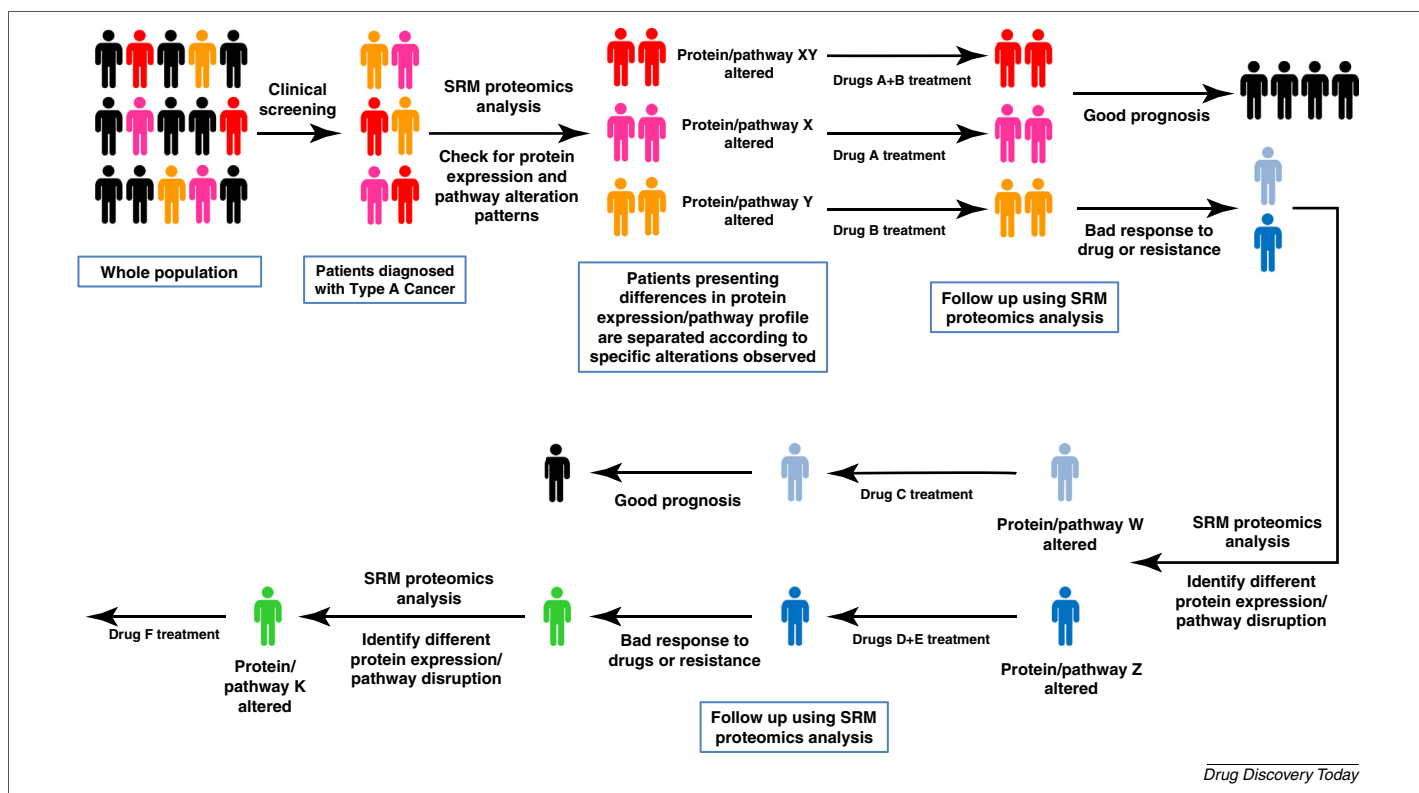 Clinical
screening
SRM proteomics
analysis
Check for protein
expression and
pathway alteration
patterns
Protein/pathway XY
altered
Drugs A+B treatment
Protein/pathway X
altered
Drug A treatment
Protein/pathway Y
altered
Drug B treatment
Good prognosis
Bad response to
drug or resistance
Whole population
Patients diagnosed
with Type A Cancer
Patients presenting
differences in protein
expression/pathway profile
are separated according to
specific alterations observed
Follow up using SRM
proteomics analysis
SRM proteomics
analysis
Identify different
protein expression/
pathway disruption
Protein/pathway W
altered
Drug C treatment
Good prognosis
Protein/pathway Z
altered
Drugs D+E treatment
Bad response to
drugs or resistance
SRM proteomics
analysis
Identify different
protein expression/
pathway disruption
Protein/
pathway K
altered
Drug F treatment
Follow up using SRM
proteomics analysis
Drug Discovery Today